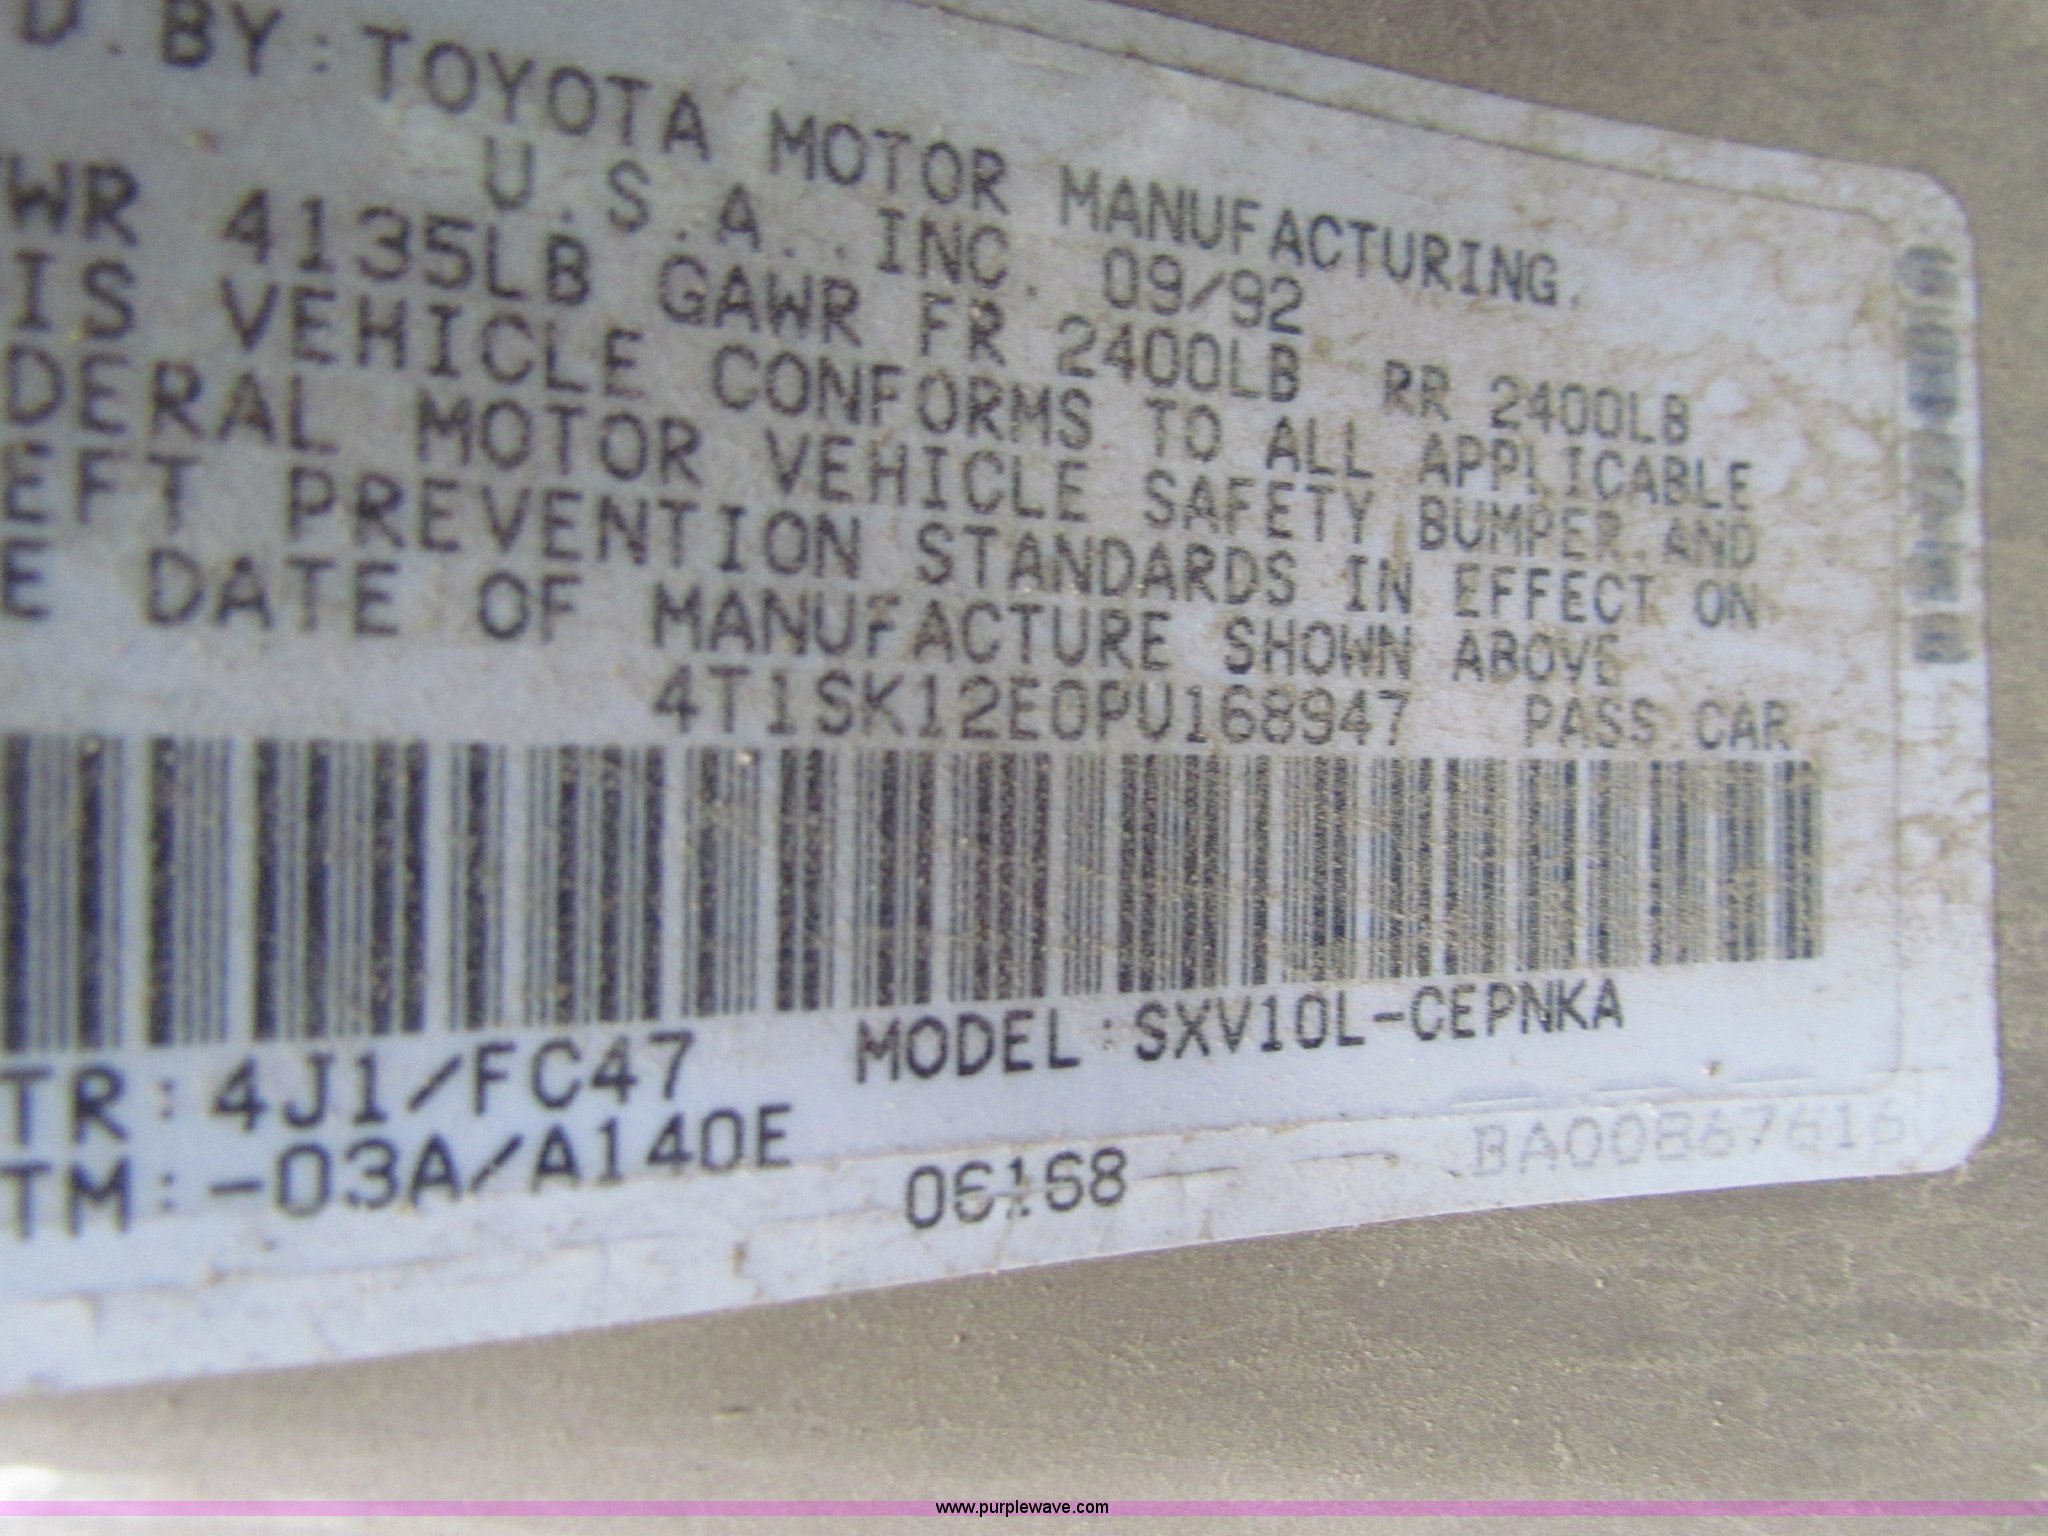 D. BY: TOYOTA MOTOR MANUFACTURING,
U.S.A., INC. 09/92
WR 4135LB GAWR FR 2400LB RR 2400LB
IS VEHICLE CONFORMS TO ALL APPLICABLE
DERAL MOTOR VEHICLE SAFETY BUMPER, AND
EFT PREVENTION STANDARDS IN EFFECT ON
E DATE OF MANUFACTURE SHOWN ABOVE
4T1SK12E0PU168947 PASS.CAR
TR: 4J1/FC47 MODEL:SXV10L-CEPNKA
TM: -03A/A140E
06168
BA00867616
www.purplewave.com